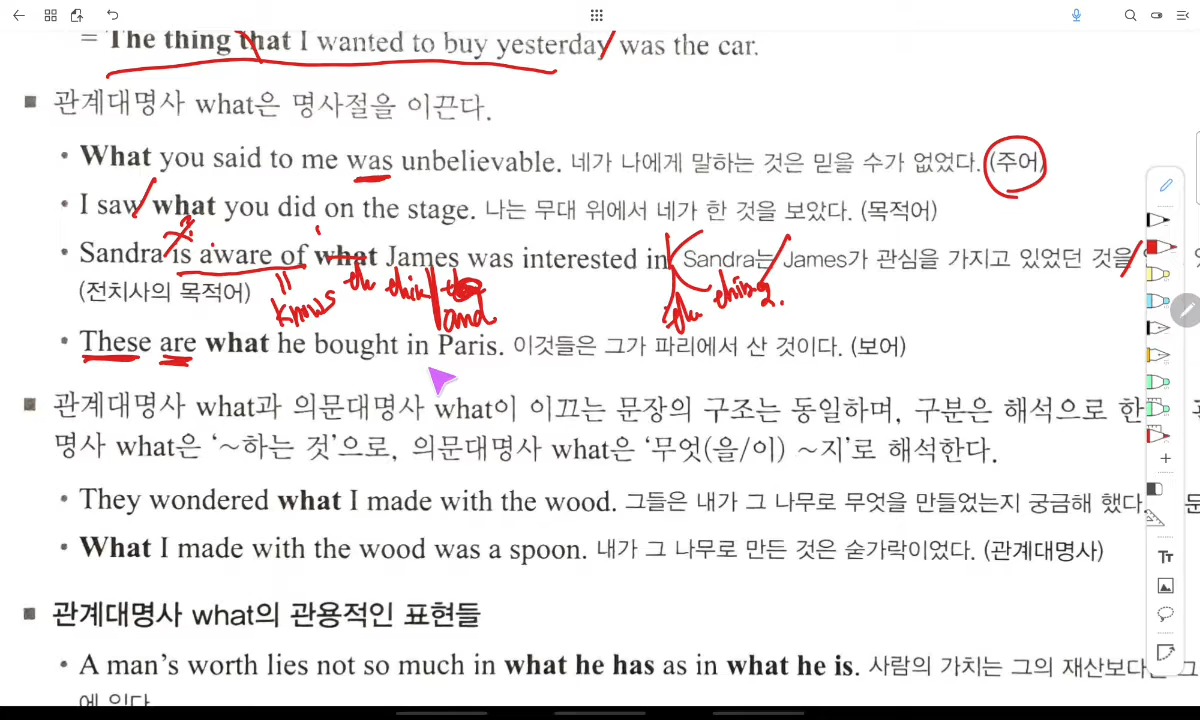 = The thing that I wanted to buy yesterday was the car.
■ 관계대명사 what은 명사절을 이끈다.
• What you said to me was unbelievable. 네가 나에게 말하는 것은 믿을 수가 없었다. (주어)
• I saw what you did on the stage. 나는 무대 위에서 네가 한 것을 보았다. (목적어)
• Sandra is aware of what James was interested in Sandra는 James가 관심을 가지고 있었던 것을
(전치사의 목적어)
knows
and
the thing.
• These are what he bought in Paris. 이것들은 그가 파리에서 산 것이다. (보어)
■ 관계대명사 what과 의문대명사 what이 이끄는 문장의 구조는 동일하며, 구분은 해석으로 한
명사 what은 ‘～하는 것’으로, 의문대명사 what은 ‘무엇(을/이) ～지’로 해석한다.
• They wondered what I made with the wood. 그들은 내가 그 나무로 무엇을 만들었는지 궁금해 했다.
• What I made with the wood was a spoon. 내가 그 나무로 만든 것은 숟가락이었다. (관계대명사)
■ 관계대명사 what의 관용적인 표현들
• A man’s worth lies not so much in what he has as in what he is. 사람의 가치는 그의 재산보다 그
에 있다
Tт